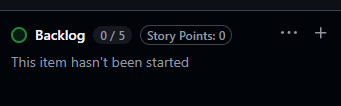 Backlog 0 / 5 Story Points: 0
This item hasn't been started